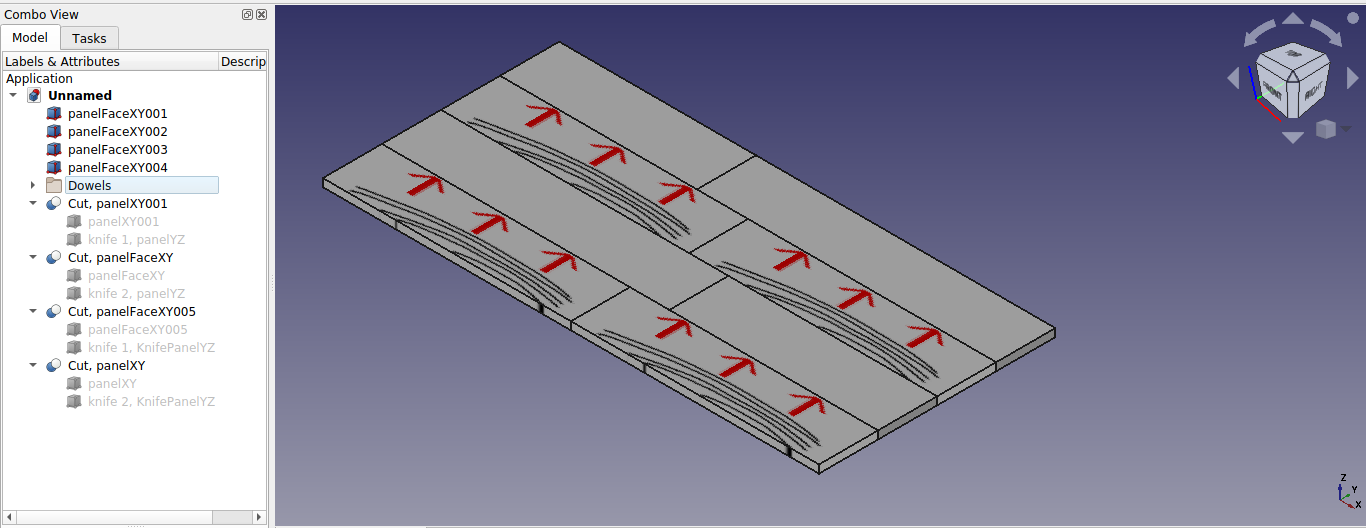 Combo View
Model Tasks
Labels & Attributes Descrip
Application
Unnamed
panelFaceXY001
panelFaceXY002
panelFaceXY003
panelFaceXY004
Dowels
Cut, panelXY001
panelXY001
knife 1, panelYZ
Cut, panelFaceXY
panelFaceXY
knife 2, panelYZ
Cut, panelFaceXY005
panelFaceXY005
knife 1, KnifePanelYZ
Cut, panelXY
panelXY
knife 2, KnifePanelYZ
TOP
FRONT RIGHT
Z
Y
X